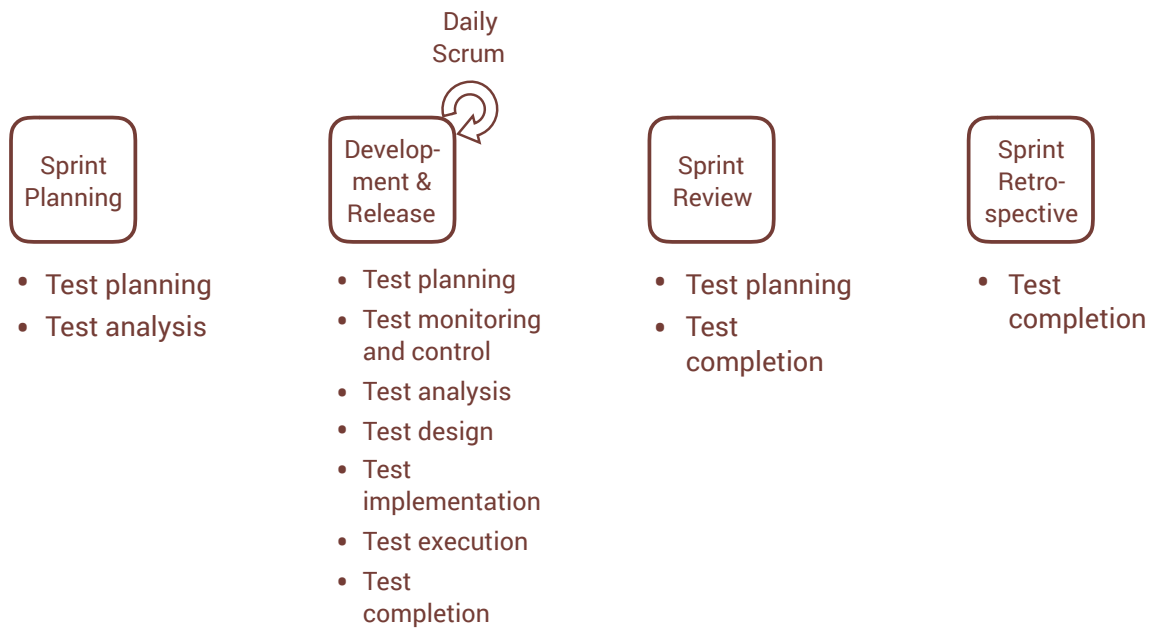 Daily
Scrum
Sprint
Planning
• Test planning
• Test analysis
Develop-
ment &
Release
• Test planning
• Test monitoring
and control
• Test analysis
• Test design
• Test
implementation
• Test execution
• Test
completion
Sprint
Review
• Test planning
• Test
completion
Sprint
Retro-
spective
• Test
completion